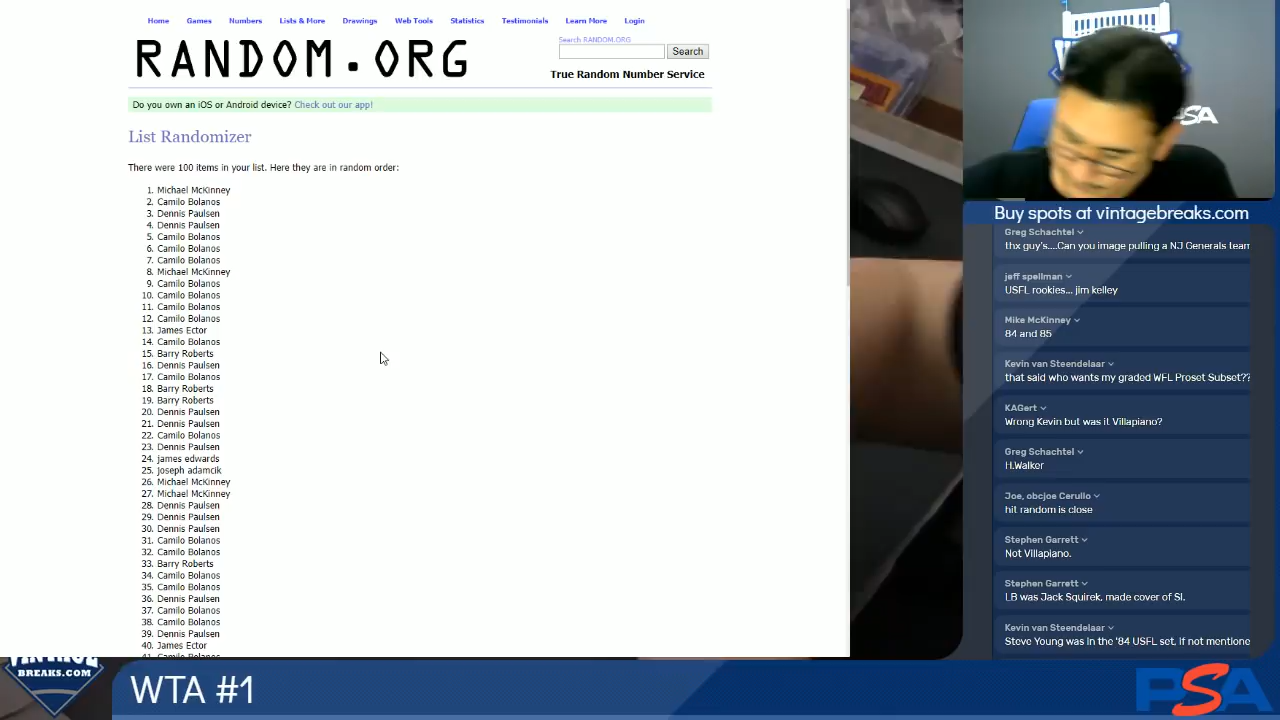 Home Games Numbers Lists & More Drawings Web Tools Statistics Testimonials Learn More Login
RANDOM.ORG
Search RANDOM.ORG
Search
True Random Number Service
Do you own an iOS or Android device? Check out our app!
List Randomizer
There were 100 items in your list. Here they are in random order:
1. Michael McKinney
2. Camilo Bolanos
3. Dennis Paulsen
4. Dennis Paulsen
5. Camilo Bolanos
6. Camilo Bolanos
7. Camilo Bolanos
8. Michael McKinney
9. Camilo Bolanos
10. Camilo Bolanos
11. Camilo Bolanos
12. Camilo Bolanos
13. James Ector
14. Camilo Bolanos
15. Barry Roberts
16. Dennis Paulsen
17. Camilo Bolanos
18. Barry Roberts
19. Barry Roberts
20. Dennis Paulsen
21. Dennis Paulsen
22. Camilo Bolanos
23. Dennis Paulsen
24. james edwards
25. joseph adamcik
26. Michael McKinney
27. Michael McKinney
28. Dennis Paulsen
29. Dennis Paulsen
30. Dennis Paulsen
31. Camilo Bolanos
32. Camilo Bolanos
33. Barry Roberts
34. Camilo Bolanos
35. Camilo Bolanos
36. Dennis Paulsen
37. Camilo Bolanos
38. Camilo Bolanos
39. Dennis Paulsen
40. James Ector
41. Camilo Bolanos
SA
Buy spots at vintagebreaks.com
Greg Schachtel
thx guy's....Can you image pulling a NJ Generals team
jeff spellman
USFL rookies... jim kelley
Mike McKinney
84 and 85
Kevin van Steendelaar
that said who wants my graded WFL Proset Subset??
KAGert
Wrong Kevin but was it Villapiano?
Greg Schachtel
H.Walker
Joe, obcjoe Cerullo
hit random is close
Stephen Garrett
Not Villapiano.
Stephen Garrett
LB was Jack Squirek, made cover of SI.
Kevin van Steendelaar
Steve Young was in the '84 USFL set, if not mentione
VINTAGE
BREAKS.COM
WTA #1
PSA